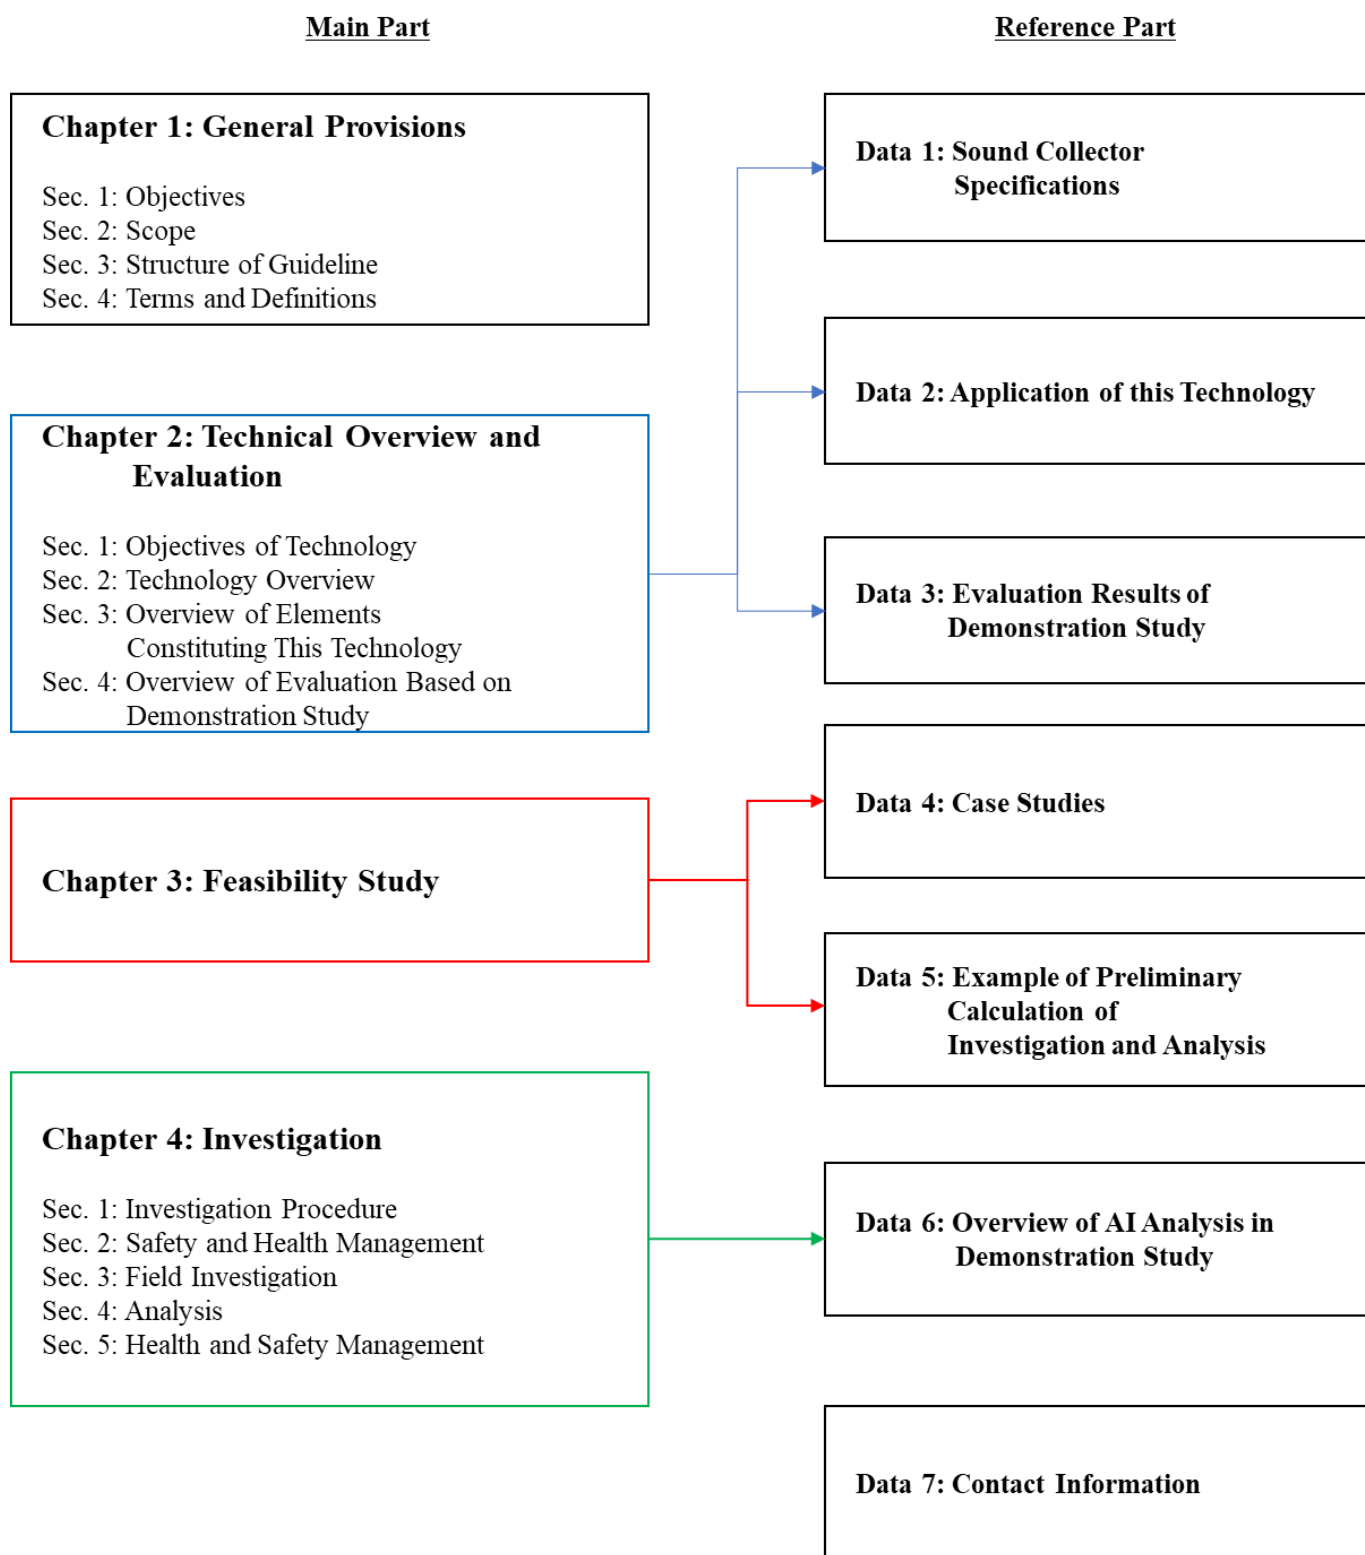 Main Part
Reference Part
Chapter 1: General Provisions
Sec. 1: Objectives
Sec. 2: Scope
Sec. 3: Structure of Guideline
Sec. 4: Terms and Definitions
Chapter 2: Technical Overview and
Evaluation
Sec. 1: Objectives of Technology
Sec. 2: Technology Overview
Sec. 3: Overview of Elements
Constituting This Technology
Sec. 4: Overview of Evaluation Based on
Demonstration Study
Chapter 3: Feasibility Study
Chapter 4: Investigation
Sec. 1: Investigation Procedure
Sec. 2: Safety and Health Management
Sec. 3: Field Investigation
Sec. 4: Analysis
Sec. 5: Health and Safety Management
Data 1: Sound Collector
Specifications
Data 2: Application of this Technology
Data 3: Evaluation Results of
Demonstration Study
Data 4: Case Studies
Data 5: Example of Preliminary
Calculation of
Investigation and Analysis
Data 6: Overview of AI Analysis in
Demonstration Study
Data 7: Contact Information